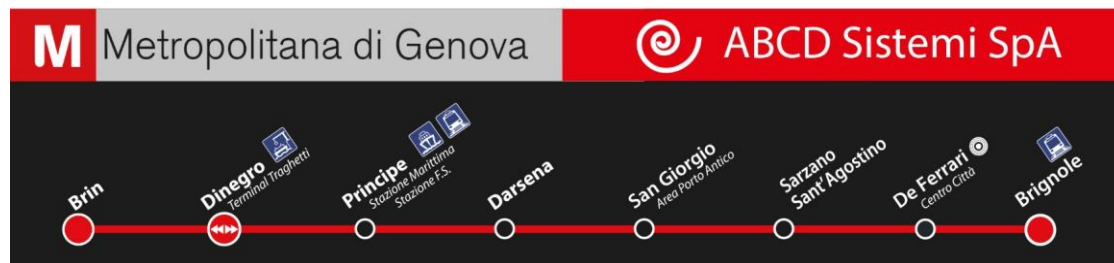 M Metropolitana di Genova
ABCD Sistemi SpA
Brin
Dinegro
Terminal Traghetti
Principe
Stazione Marittima
Stazione F.S.
Darsena
San Giorgio
Area Porto Antico
Sarzano
Sant'Agostino
De Ferrari
Centro Città
Brignole